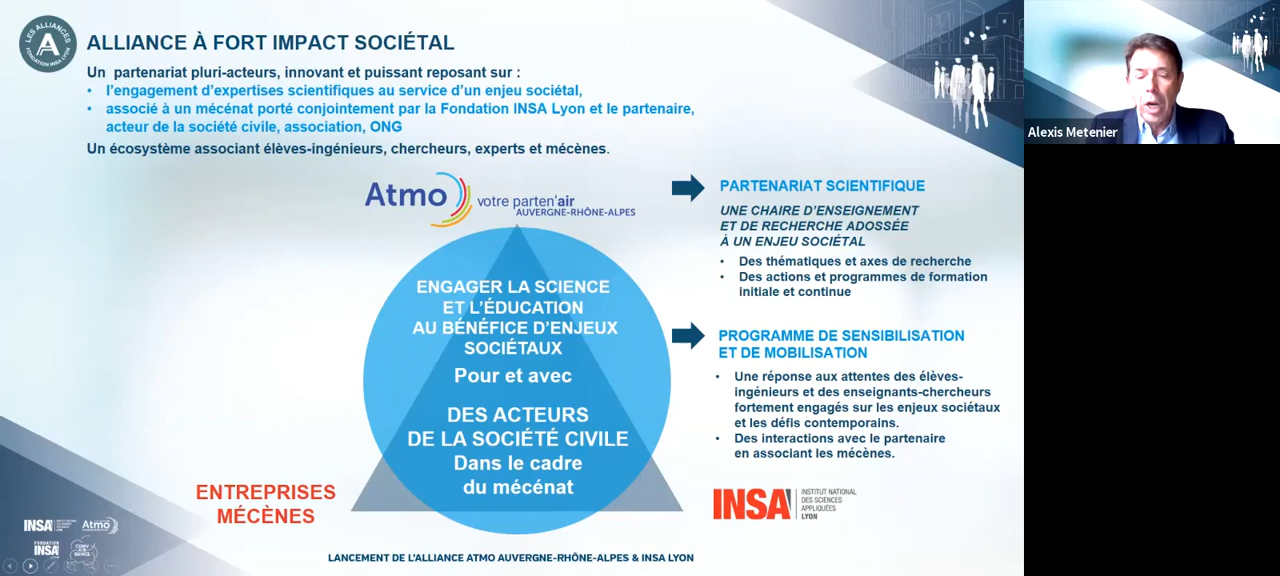 LES ALLIANCES
FONDATION INSA LYON
ALLIANCE À FORT IMPACT SOCIÉTAL
Un partenariat pluri-acteurs, innovant et puissant reposant sur :
• l’engagement d’expertises scientifiques au service d’un enjeu sociétal,
• associé à un mécénat porté conjointement par la Fondation INSA Lyon et le partenaire,
acteur de la société civile, association, ONG
Un écosystème associant élèves-ingénieurs, chercheurs, experts et mécènes.
Alexis Metenier
Atmo
votre parten’air
AUVERGNE-RHÔNE-ALPES
ENGAGER LA SCIENCE
ET L’ÉDUCATION
AU BÉNÉFICE D’ENJEUX
SOCIÉTAUX
Pour et avec
DES ACTEURS
DE LA SOCIÉTÉ CIVILE
Dans le cadre
du mécénat
PARTENARIAT SCIENTIFIQUE
UNE CHAIRE D’ENSEIGNEMENT
ET DE RECHERCHE ADOSSÉE
À UN ENJEU SOCIÉTAL
• Des thématiques et axes de recherche
• Des actions et programmes de formation
initiale et continue
PROGRAMME DE SENSIBILISATION
ET DE MOBILISATION
• Une réponse aux attentes des élèves-
ingénieurs et des enseignants-chercheurs
fortement engagés sur les enjeux sociétaux
et les défis contemporains.
• Des interactions avec le partenaire
en associant les mécènes.
ENTREPRISES
MÉCÈNES
INSA
INSTITUT NATIONAL
DES SCIENCES
APPLIQUÉES
LYON
INSA
Atmo
FONDATION
INSA
LANCEMENT DE L’ALLIANCE ATMO AUVERGNE-RHÔNE-ALPES & INSA LYON